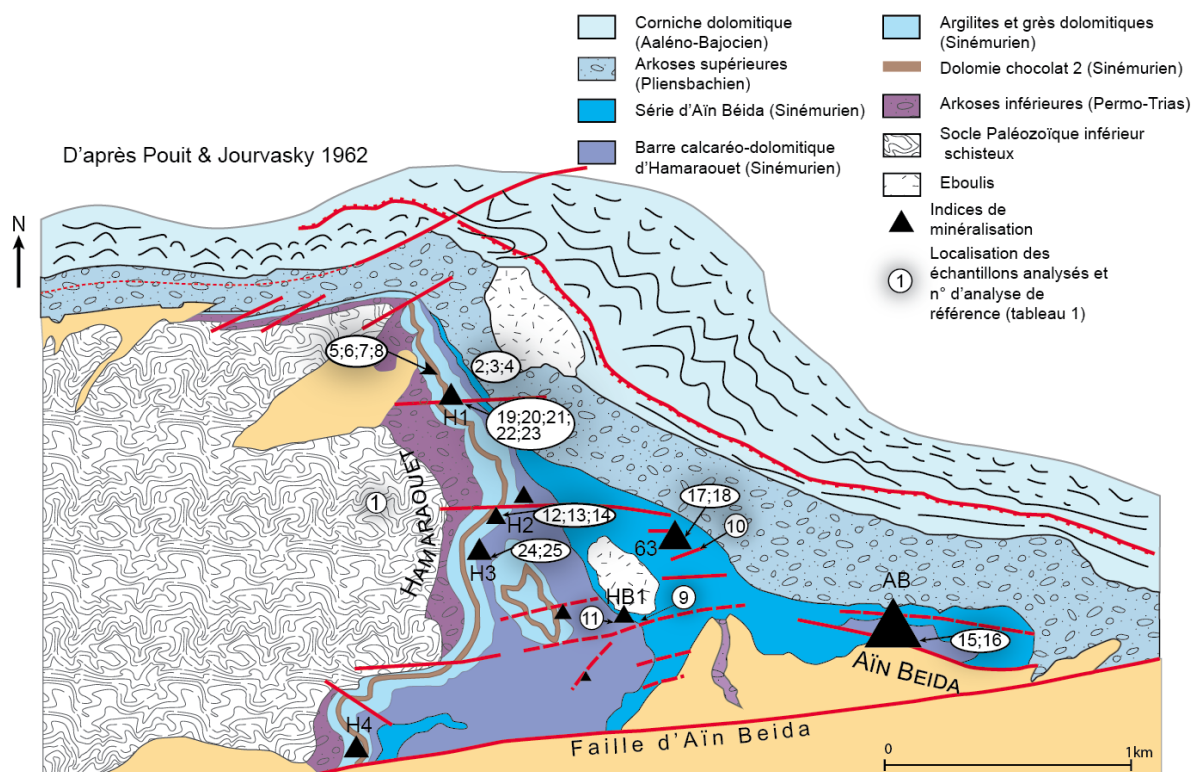 Corniche dolomitique
(Aaléno-Bajocien)
Arkoses supérieures
(Pliensbachien)
Série d'Aïn Béida (Sinémurien)
Barre calcaréo-dolomitique
d'Hamaraouet (Sinémurien)
Argilites et grès dolomitiques
(Sinémurien)
Dolomie chocolat 2 (Sinémurien)
Arkoses inférieures (Permo-Trias)
Socle Paléozoïque inférieur
schisteux
Eboulis
Indices de
minéralisation
1
Localisation des
échantillons analysés et
n° d'analyse de
référence (tableau 1)
D'après Pouit & Jourvasky 1962
N
5;6;7;8
2;3;4
H1
19;20;21;
22;23
HAMARAOUET
1
17;18
H2
12;13;14
10
63
H3
24;25
AB
HB1
9
11
15;16
AÏN BEIDA
H4
Faille d'Aïn Beida
0
1km